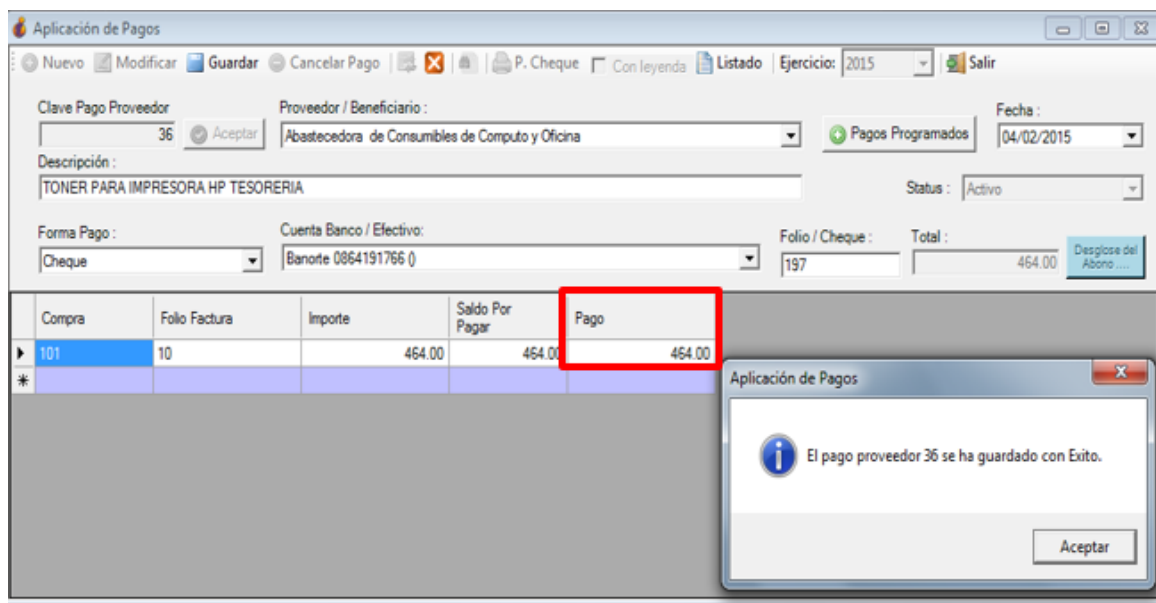 Aplicación de Pagos
Nuevo Modificar Guardar Cancelar Pago P. Cheque Con leyenda Listado Ejercicio: 2015 Salir
Clave Pago Proveedor Proveedor / Beneficiario : Fecha :
36 Aceptar Abastecedora de Consumibles de Computo y Oficina Pagos Programados 04/02/2015
Descripción :
TONER PARA IMPRESORA HP TESORERIA Status : Activo
Forma Pago : Cuenta Banco / Efectivo: Folio / Cheque : Total :
Cheque Banorte 0864191766 () 197 464.00 Desglose del
Abono ....
Compra Folio Factura Importe Saldo Por
Pagar Pago
101 10 464.00 464.00 464.00
Aplicación de Pagos
El pago proveedor 36 se ha guardado con Exito.
Aceptar